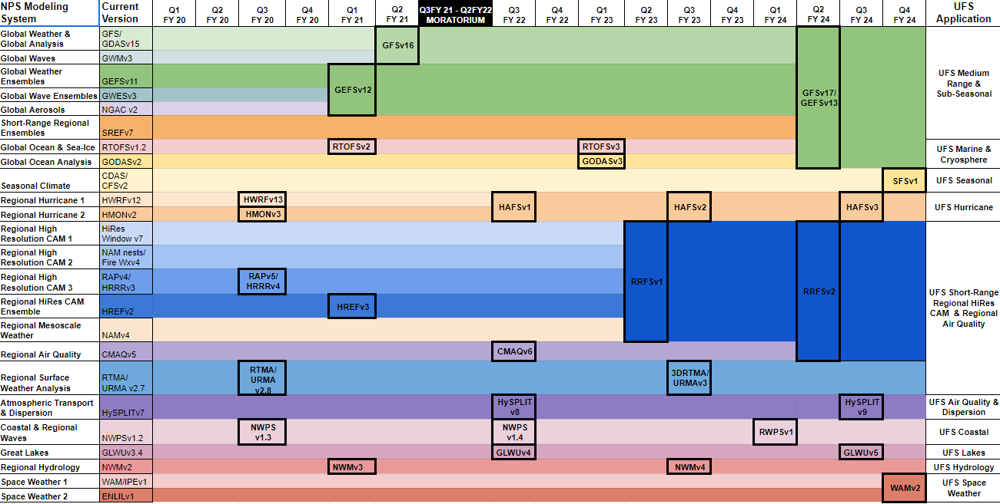 NPS Modeling System
Current Version
Q1 FY 20
Q2 FY 20
Q3 FY 20
Q4 FY 20
Q1 FY 21
Q2 FY 21
Q3FY 21 - Q2FY22 MORATORIUM
Q3 FY 22
Q4 FY 22
Q1 FY 23
Q2 FY 23
Q3 FY 23
Q4 FY 23
Q1 FY 24
Q2 FY 24
Q3 FY 24
Q4 FY 24
UFS Application
Global Weather &
Global Analysis
GFS/
GDASv15
GFSv16
Global Waves
GWMv3
Global Weather
Ensembles
GEFSv11
GEFSv12
GFSv17/
GEFSv13
UFS Medium
Range &
Sub-Seasonal
Global Wave Ensembles
GWESv3
Global Aerosols
NGAC v2
Short-Range Regional
Ensembles
SREFv7
Global Ocean & Sea-Ice
RTOFSv1.2
RTOFSv2
RTOFSv3
UFS Marine &
Cryosphere
Global Ocean Analysis
GODASv2
GODASv3
Seasonal Climate
CDAS/
CFSv2
SFSv1
UFS Seasonal
Regional Hurricane 1
HWRFv12
HWRFv13
HAFSv1
HAFSv2
HAFSv3
UFS Hurricane
Regional Hurricane 2
HMONv2
HMONv3
Regional High
Resolution CAM 1
HiRes
Window v7
Regional High
Resolution CAM 2
NAM nests/
Fire Wxv4
Regional High
Resolution CAM 3
RAPv4/
HRRRv3
RAPv5/
HRRRv4
RRFSv1
RRFSv2
UFS Short-Range
Regional HiRes
CAM & Regional
Air Quality
Regional HiRes CAM
Ensemble
HREFv2
HREFv3
Regional Mesoscale
Weather
NAMv4
Regional Air Quality
CMAQv5
CMAQv6
Regional Surface
Weather Analysis
RTMA/
URMA v2.7
RTMA/
URMA
v2.8
3DRTMA/
URMAv3
Atmospheric Transport
& Dispersion
HySPLITv7
HySPLIT
v8
HySPLIT
v9
UFS Air Quality &
Dispersion
Coastal & Regional
Waves
NWPSv1.2
NWPS
v1.3
NWPS
v1.4
RWPSv1
UFS Coastal
Great Lakes
GLWUv3.4
GLWUv4
GLWUv5
UFS Lakes
Regional Hydrology
NWMv2
NWMv3
NWMv4
UFS Hydrology
Space Weather 1
WAM/IPEv1
WAMv2
UFS Space
Weather
Space Weather 2
ENLILv1